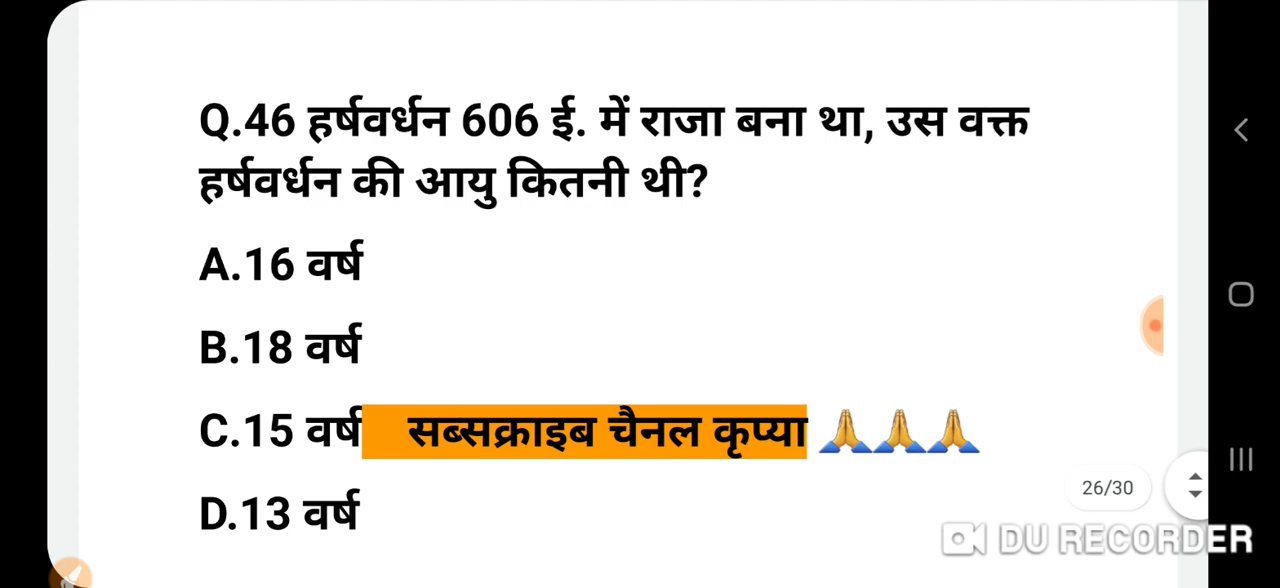 Q.46 हर्षवर्धन 606 ई. में राजा बना था, उस वक्त
हर्षवर्धन की आयु कितनी थी?
A.16 वर्ष
B.18 वर्ष
C.15 वर्ष सब्सक्राइब चैनल कृप्या 🙏🙏🙏
26/30
D.13 वर्ष
DU RECORDER